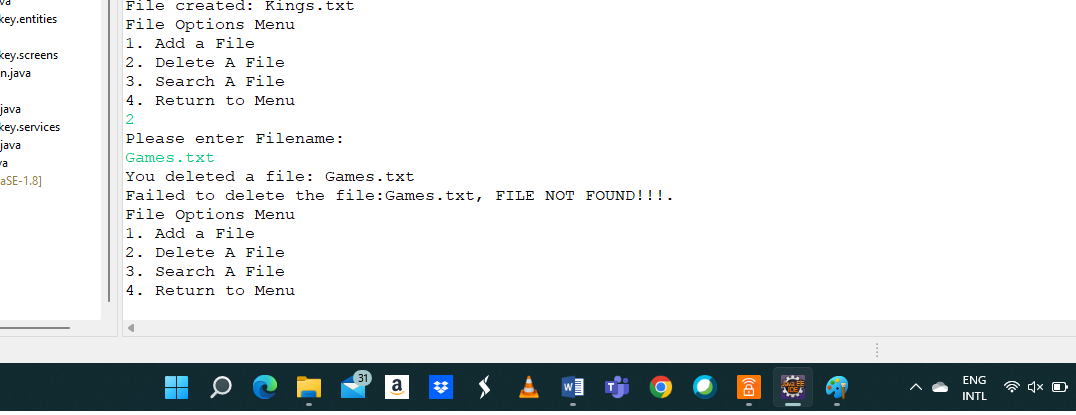 va
key.entities
key.screens
n.java
java
key.services
java
va
aSE-1.8]
File created: Kings.txt
File Options Menu
1. Add a File
2. Delete A File
3. Search A File
4. Return to Menu
2
Please enter Filename:
Games.txt
You deleted a file: Games.txt
Failed to delete the file:Games.txt, FILE NOT FOUND!!!.
File Options Menu
1. Add a File
2. Delete A File
3. Search A File
4. Return to Menu
31
a
W
T
Java EE
IDE
ENG
INTL